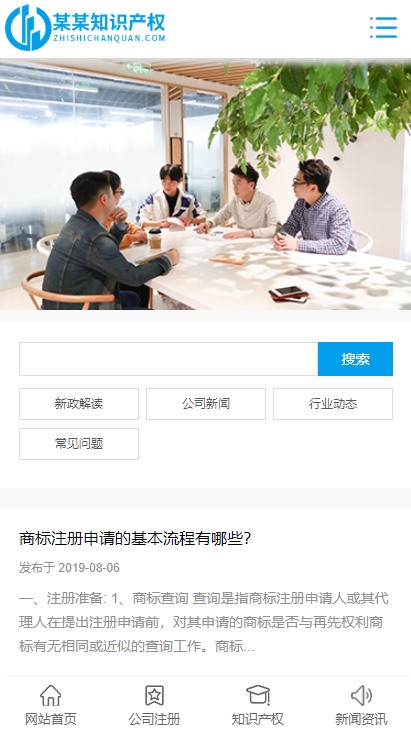 某某知识产权
ZHISHICHANQUAN.COM
搜索
新政解读
公司新闻
行业动态
常见问题
商标注册申请的基本流程有哪些?
发布于 2019-08-06
一、注册准备: 1、商标查询 查询是指商标注册申请人或其代
理人在提出注册申请前，对其申请的商标是否与再先权利商
标有无相同或近似的查询工作。商标...
网站首页
公司注册
知识产权
新闻资讯